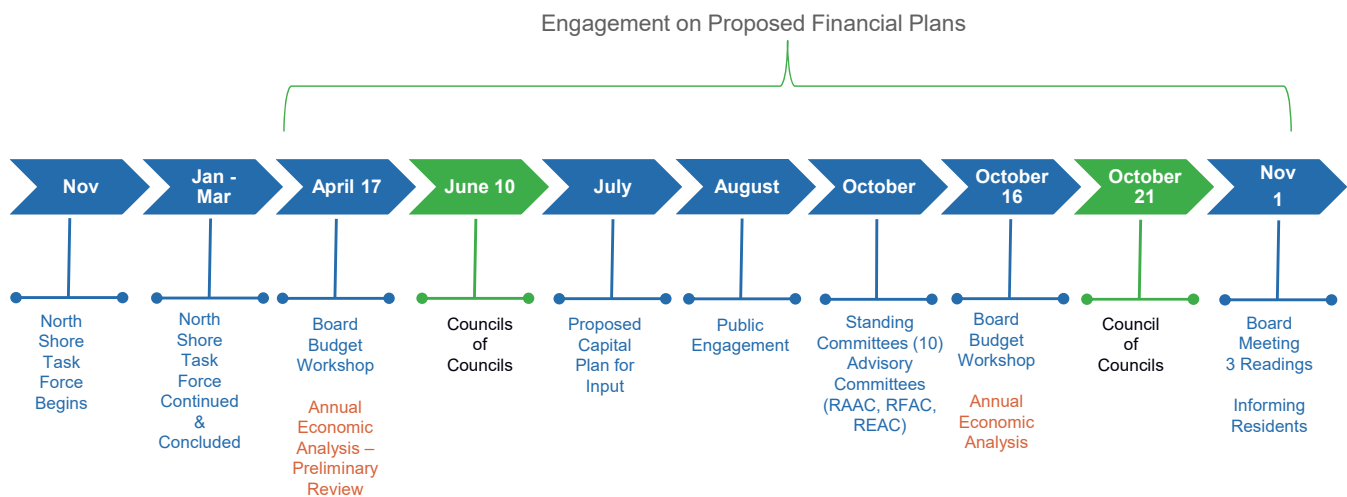 Engagement on Proposed Financial Plans
Nov
Jan -
Mar
April 17
June 10
July
August
October
October
16
October
21
Nov
1
North
Shore
Task
Force
Begins
North
Shore
Task
Force
Continued
&
Concluded
Board
Budget
Workshop
Annual
Economic
Analysis –
Preliminary
Review
Councils
of
Councils
Proposed
Capital
Plan for
Input
Public
Engagement
Standing
Committees (10)
Advisory
Committees
(RAAC, RFAC,
REAC)
Board
Budget
Workshop
Annual
Economic
Analysis
Council
of
Councils
Board
Meeting
3 Readings
Informing
Residents